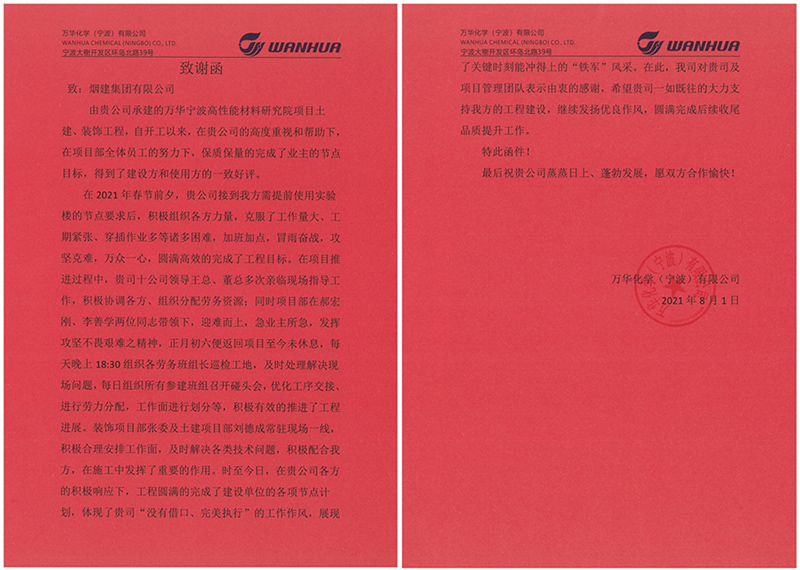 万华化学（宁波）有限公司
WANHUA CHEMICAL (NINGBO) CO., LTD.
宁波大榭开发区环岛北路39号
WANHUA
致谢函
致：烟建集团有限公司
由贵公司承建的万华宁波高性能材料研究院项目土
建、装饰工程，自开工以来，在贵公司的高度重视和帮助下，
在项目部全体员工的努力下，保质保量的完成了业主的节点
目标，得到了建设方和使用方的一致好评。
在 2021 年春节前夕，贵公司接到我方需提前使用实验
楼的节点要求后，积极组织各方力量，克服了工作量大、工
期紧张、穿插作业多等诸多困难，加班加点，冒雨奋战，攻
坚克难，万众一心，圆满高效的完成了工程目标。在项目推
进过程中，贵司十公司领导王总、董总多次亲临现场指导工
作，积极协调各方、组织分配劳务资源；同时项目部在郝宏
刚、李善学两位同志带领下，迎难而上，急业主所急，发挥
攻坚不畏艰难之精神，正月初六便返回项目至今未休息，每
天晚上 18:30 组织各劳务班组长巡检工地，及时处理解决现
场问题，每日组织所有参建班组召开碰头会，优化工序交接、
进行劳力分配，工作面进行划分等，积极有效的推进了工程
进展。装饰项目部张委及土建项目部刘德成常驻现场一线，
积极合理安排工作面，及时解决各类技术问题，积极配合我
方，在施工中发挥了重要的作用。时至今日，在贵公司各方
的积极响应下，工程圆满的完成了建设单位的各项节点计
划，体现了贵司“没有借口、完美执行”的工作作风，展现
万华化学（宁波）有限公司
WANHUA CHEMICAL (NINGBO) CO., LTD.
宁波大榭开发区环岛北路39号
WANHUA
了关键时刻能冲得上的“铁军”风采。在此，我司对贵司及
项目管理团队表示由衷的感谢，希望贵司一如既往的大力支
持我方的工程建设，继续发扬优良作风，圆满完成后续收尾
品质提升工作。
特此函件！
最后祝贵公司蒸蒸日上、蓬勃发展，愿双方合作愉快！
万华化学（宁波）有限公司
2021 年 8 月 1 日